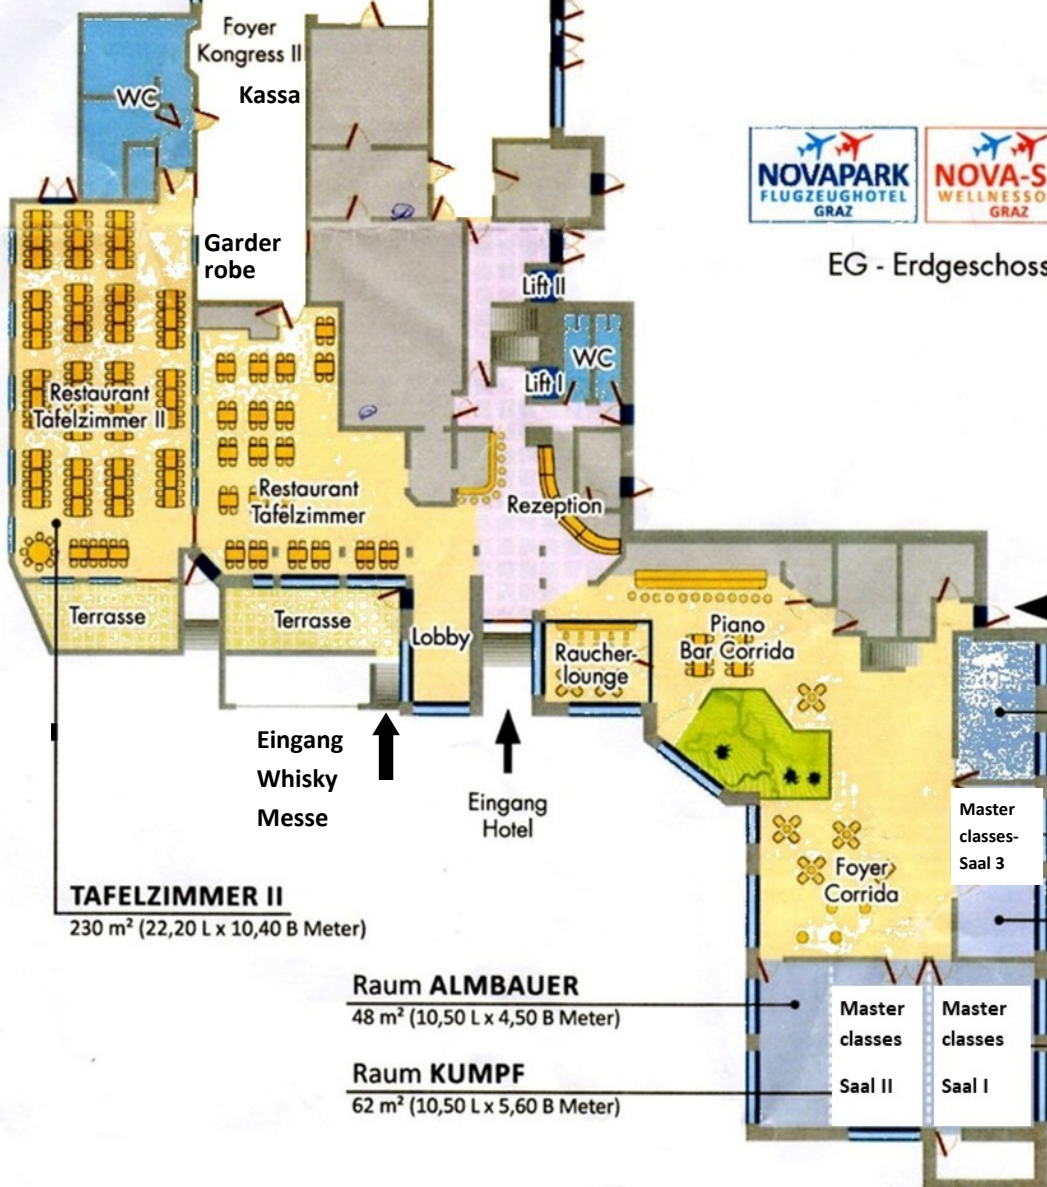 Foyer
Kongress II
Kassa
WC
NOVAPARK
FLUGZEUGHOTEL
GRAZ
NOVA-S
WELLNESSO
GRAZ
Garder
robe
EG - Erdgeschoss
Lift II
WC
Lift I
Restaurant
Tafelzimmer II
Restaurant
Tafelzimmer
Rezeption
Terrasse
Terrasse
Lobby
Raucher-
lounge
Piano
Bar Corrida
Eingang
Whisky
Messe
Eingang
Hotel
Master
classes-
Saal 3
Foyer
Corrida
TAFELZIMMER II
230 m² (22,20 L x 10,40 B Meter)
Raum ALMBAUER
48 m² (10,50 L x 4,50 B Meter)
Raum KUMPF
62 m² (10,50 L x 5,60 B Meter)
Master
classes
Saal II
Master
classes
Saal I